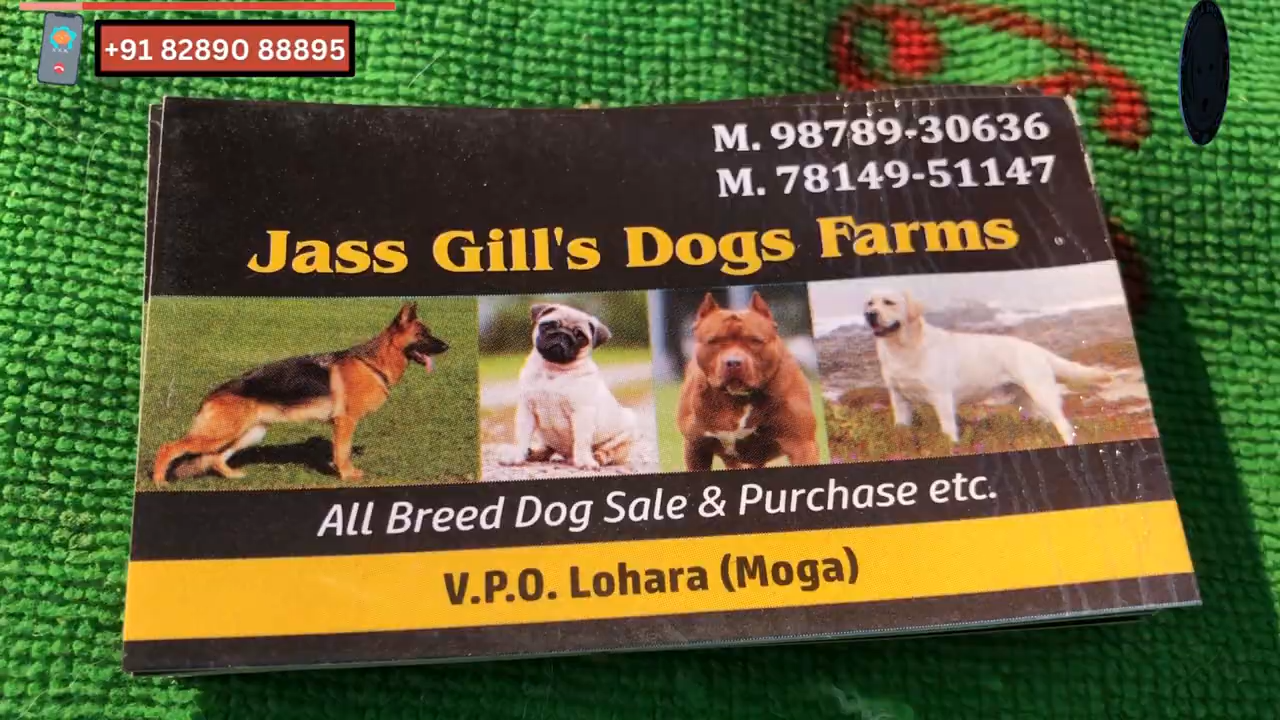 +91 82890 88895
M. 98789-30636
M. 78149-51147
Jass Gill's Dogs Farms
All Breed Dog Sale & Purchase etc.
V.P.O. Lohara (Moga)